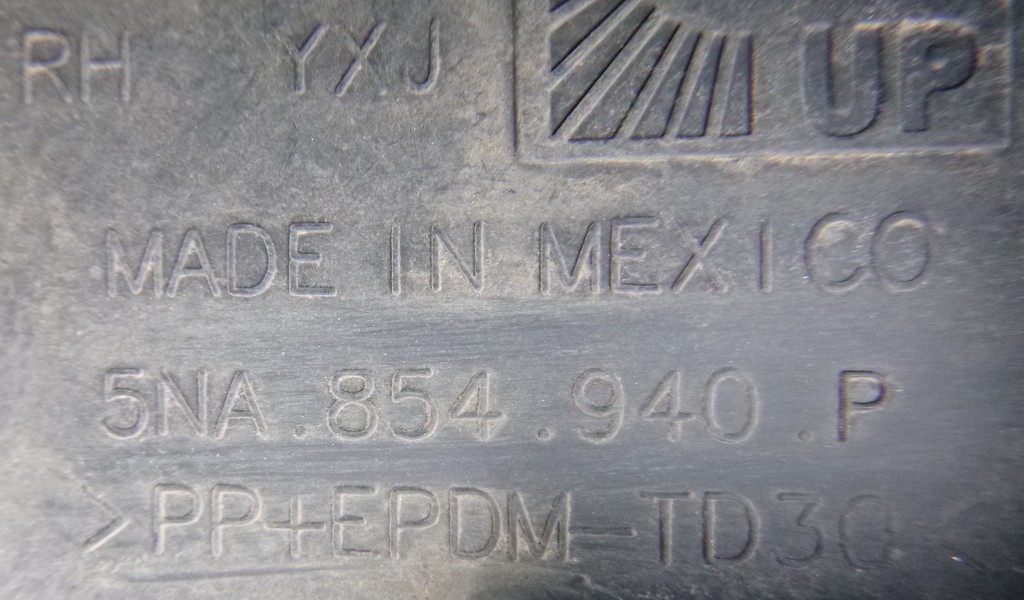 RH YXJ UP
MADE IN MEXICO
5NA.854.940.P
>PP+EPDM-TD30<